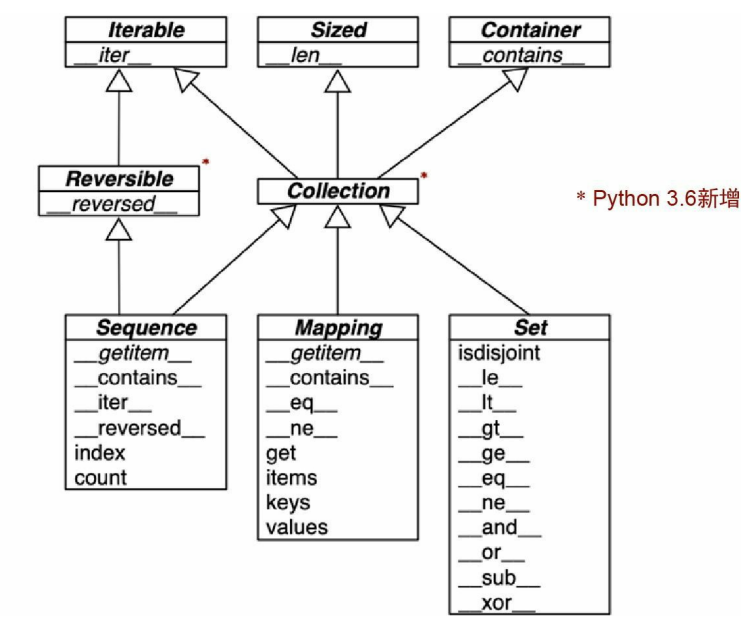 Iterable
__iter__
Sized
__len__
Container
__contains__
Reversible
__reversed__
*
Collection
*
* Python 3.6新增
Sequence
__getitem__
__contains__
__iter__
__reversed__
index
count
Mapping
__getitem__
__contains__
__eq__
__ne__
get
items
keys
values
Set
isdisjoint
__le__
__lt__
__gt__
__ge__
__eq__
__ne__
__and__
__or__
__sub__
__xor__